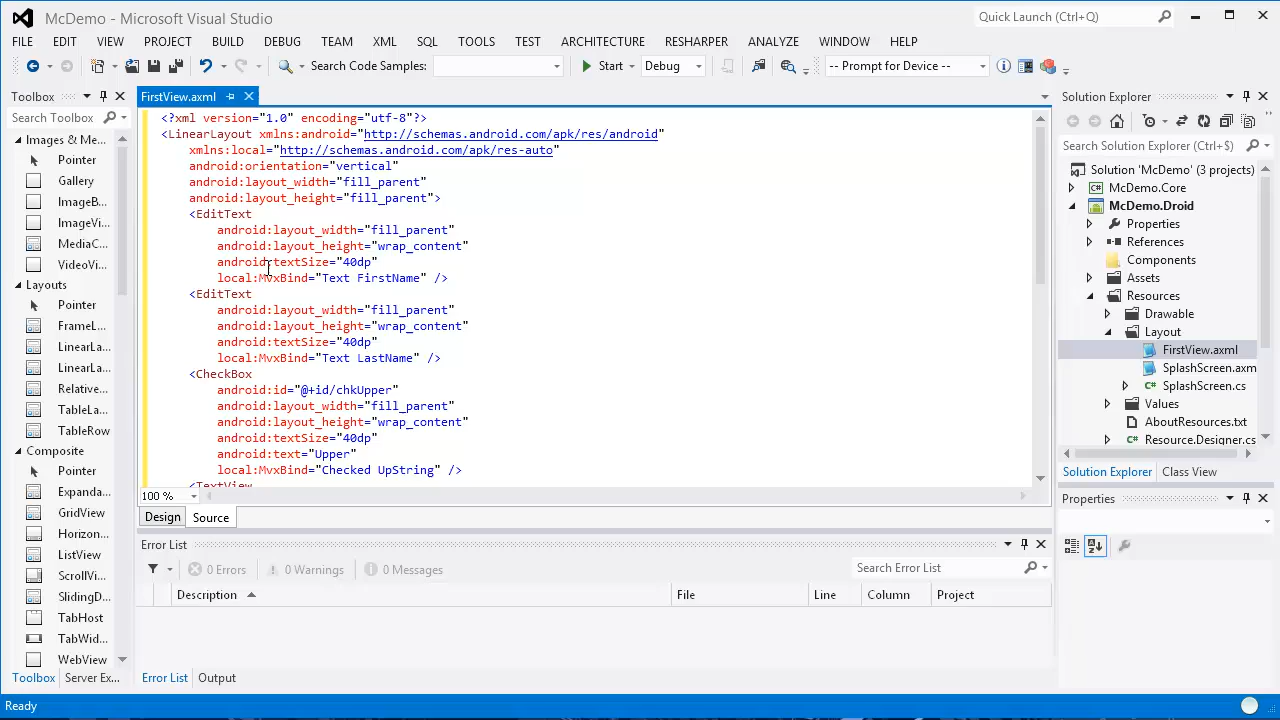 McDemo - Microsoft Visual Studio
Quick Launch (Ctrl+Q)
FILE EDIT VIEW PROJECT BUILD DEBUG TEAM XML SQL TOOLS TEST ARCHITECTURE RESHARPER ANALYZE WINDOW HELP
Search Code Samples: Start Debug -- Prompt for Device --
Toolbox
Search Toolbox
Images & Me...
Pointer
Gallery
ImageB...
ImageVi...
MediaC...
VideoVi...
Layouts
Pointer
FrameL...
LinearLa...
LinearLa...
Relative...
TableLa...
TableRow
Composite
Pointer
Expanda...
GridView
Horizon...
ListView
ScrollVi...
SlidingD...
TabHost
TabWid...
WebView
Toolbox Server Ex...
FirstView.axml
<?xml version="1.0" encoding="utf-8"?>
<LinearLayout xmlns:android="http://schemas.android.com/apk/res/android"
xmlns:local="http://schemas.android.com/apk/res-auto"
android:orientation="vertical"
android:layout_width="fill_parent"
android:layout_height="fill_parent">
<EditText
android:layout_width="fill_parent"
android:layout_height="wrap_content"
android:textSize="40dp"
local:MvxBind="Text FirstName" />
<EditText
android:layout_width="fill_parent"
android:layout_height="wrap_content"
android:textSize="40dp"
local:MvxBind="Text LastName" />
<CheckBox
android:id="@+id/chkUpper"
android:layout_width="fill_parent"
android:layout_height="wrap_content"
android:textSize="40dp"
android:text="Upper"
local:MvxBind="Checked UpString" />
<TextView
100 %
Design Source
Error List
0 Errors 0 Warnings 0 Messages
Search Error List
Description File Line Column Project
Error List Output
Solution Explorer
Search Solution Explorer (Ctrl+$)
Solution 'McDemo' (3 projects)
McDemo.Core
McDemo.Droid
Properties
References
Components
Assets
Resources
Drawable
Layout
FirstView.axml
SplashScreen.axm
SplashScreen.cs
Values
AboutResources.txt
Resource.Designer.cs
Solution Explorer Class View
Properties
Ready